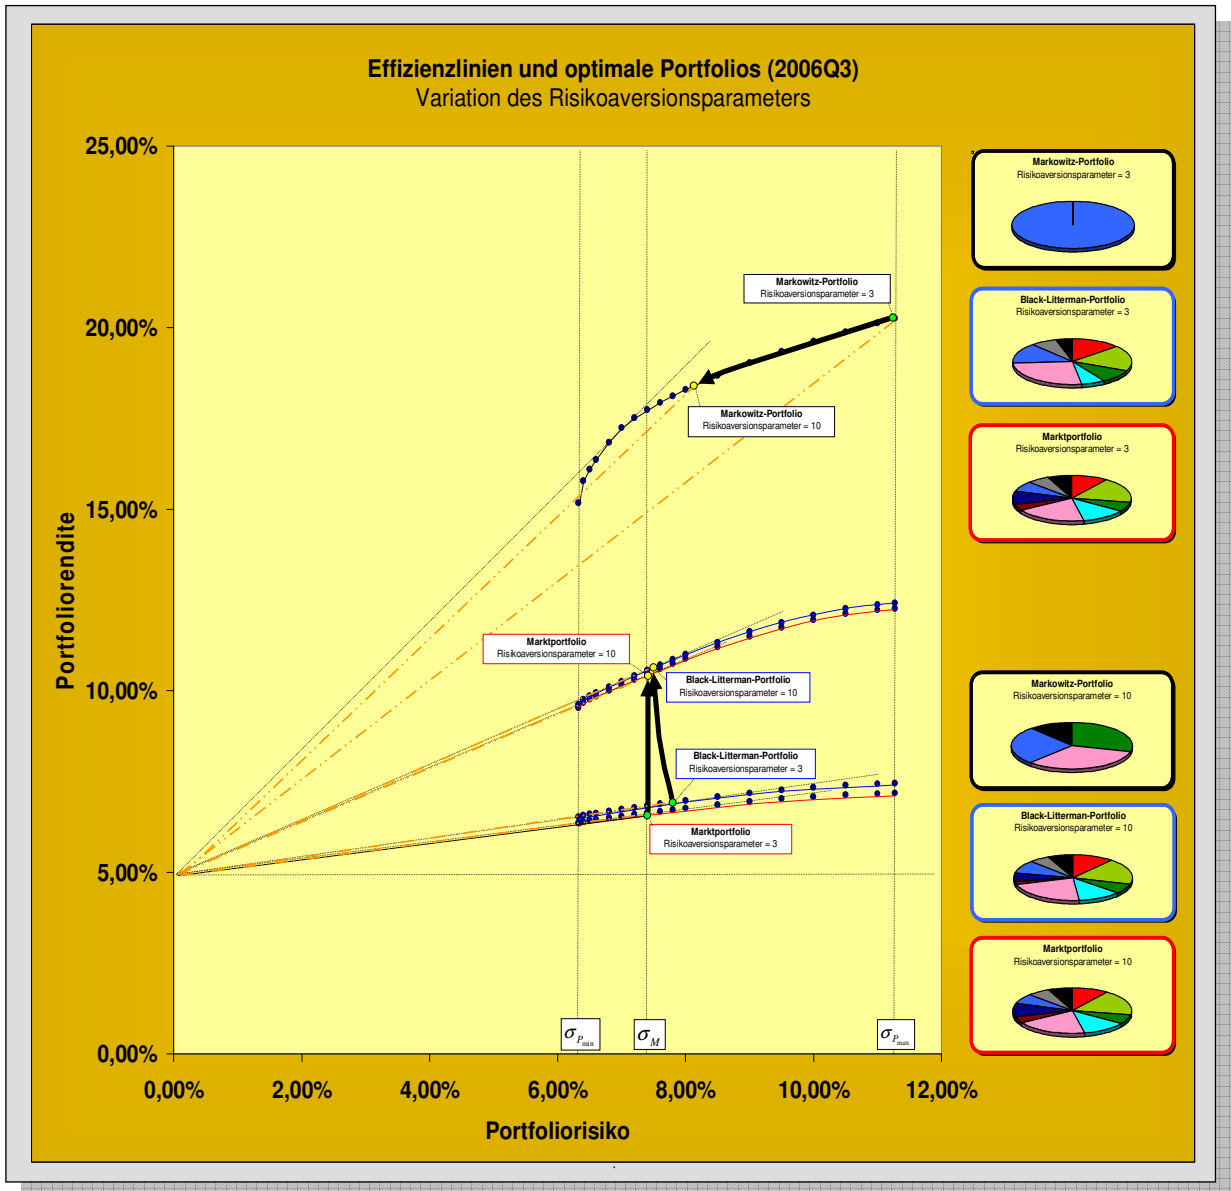 Effizienzlinien und optimale Portfolios (2006Q3)
Variation des Risikoaversionsparameters
25,00%
20,00%
15,00%
10,00%
5,00%
0,00%
Portfoliorendite
0,00%
2,00%
4,00%
6,00%
8,00%
10,00%
12,00%
Portfoliorisiko
Markowitz-Portfolio
Risikoaversionsparameter = 3
Markowitz-Portfolio
Risikoaversionsparameter = 10
Marktportfolio
Risikoaversionsparameter = 10
Black-Litterman-Portfolio
Risikoaversionsparameter = 10
Black-Litterman-Portfolio
Risikoaversionsparameter = 3
Marktportfolio
Risikoaversionsparameter = 3
σ P min
σ M
σ P max
Markowitz-Portfolio
Risikoaversionsparameter = 3
Black-Litterman-Portfolio
Risikoaversionsparameter = 3
Marktportfolio
Risikoaversionsparameter = 3
Markowitz-Portfolio
Risikoaversionsparameter = 10
Black-Litterman-Portfolio
Risikoaversionsparameter = 10
Marktportfolio
Risikoaversionsparameter = 10